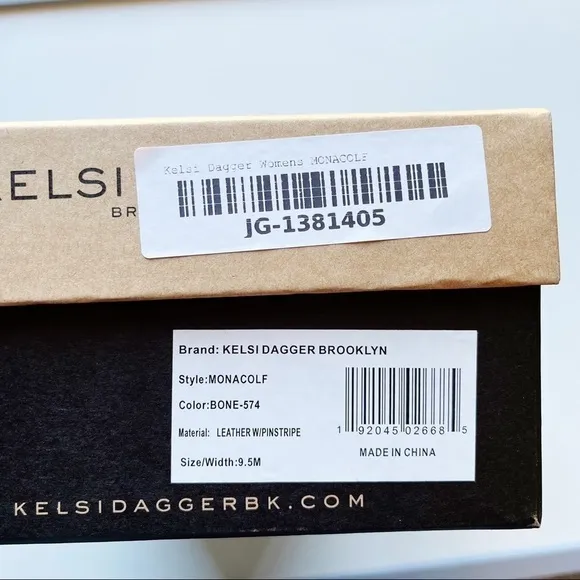 KELSI
BR
Kelsi Dagger Womens MONACOLF
JG-1381405
Brand: KELSI DAGGER BROOKLYN
Style:MONACOLF
Color:BONE-574
Material: LEATHER W/PINSTRIPE
Size/Width:9.5M
1 92045 02668 5
MADE IN CHINA
KELSIDAGGERBK.COM